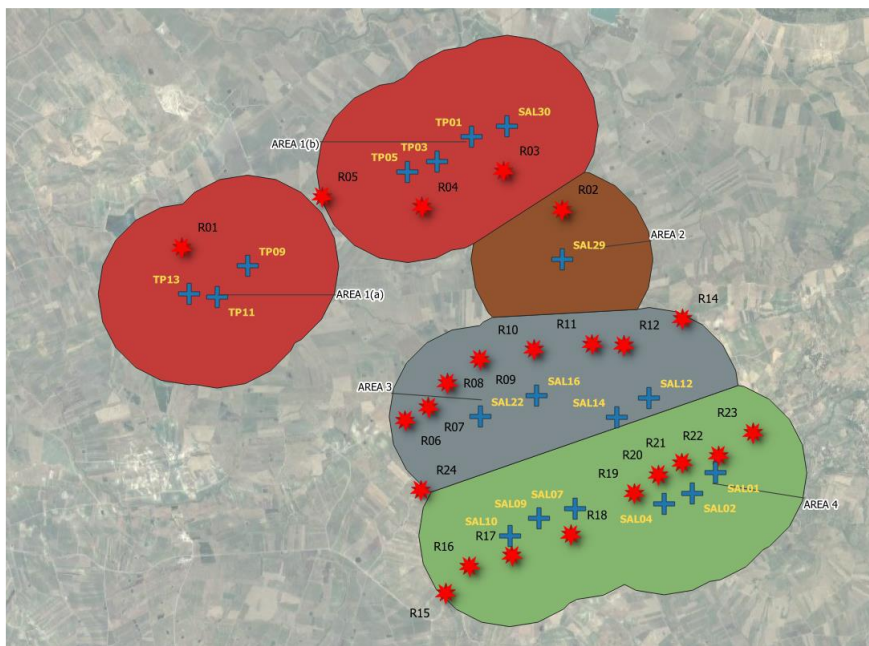 TP01
SAL30
AREA 1(b)
TP03
TP05
R03
R05
R04
R02
R01
SAL29
AREA 2
TP09
TP13
AREA 1(a)
TP11
R14
R10
R11
R12
R08
R09
SAL16
AREA 3
SAL12
SAL22
SAL14
R07
R06
R23
R22
R21
R20
R24
R19
SAL01
SAL07
SAL09
SAL02
AREA 4
SAL04
R18
SAL10
R17
R16
R15